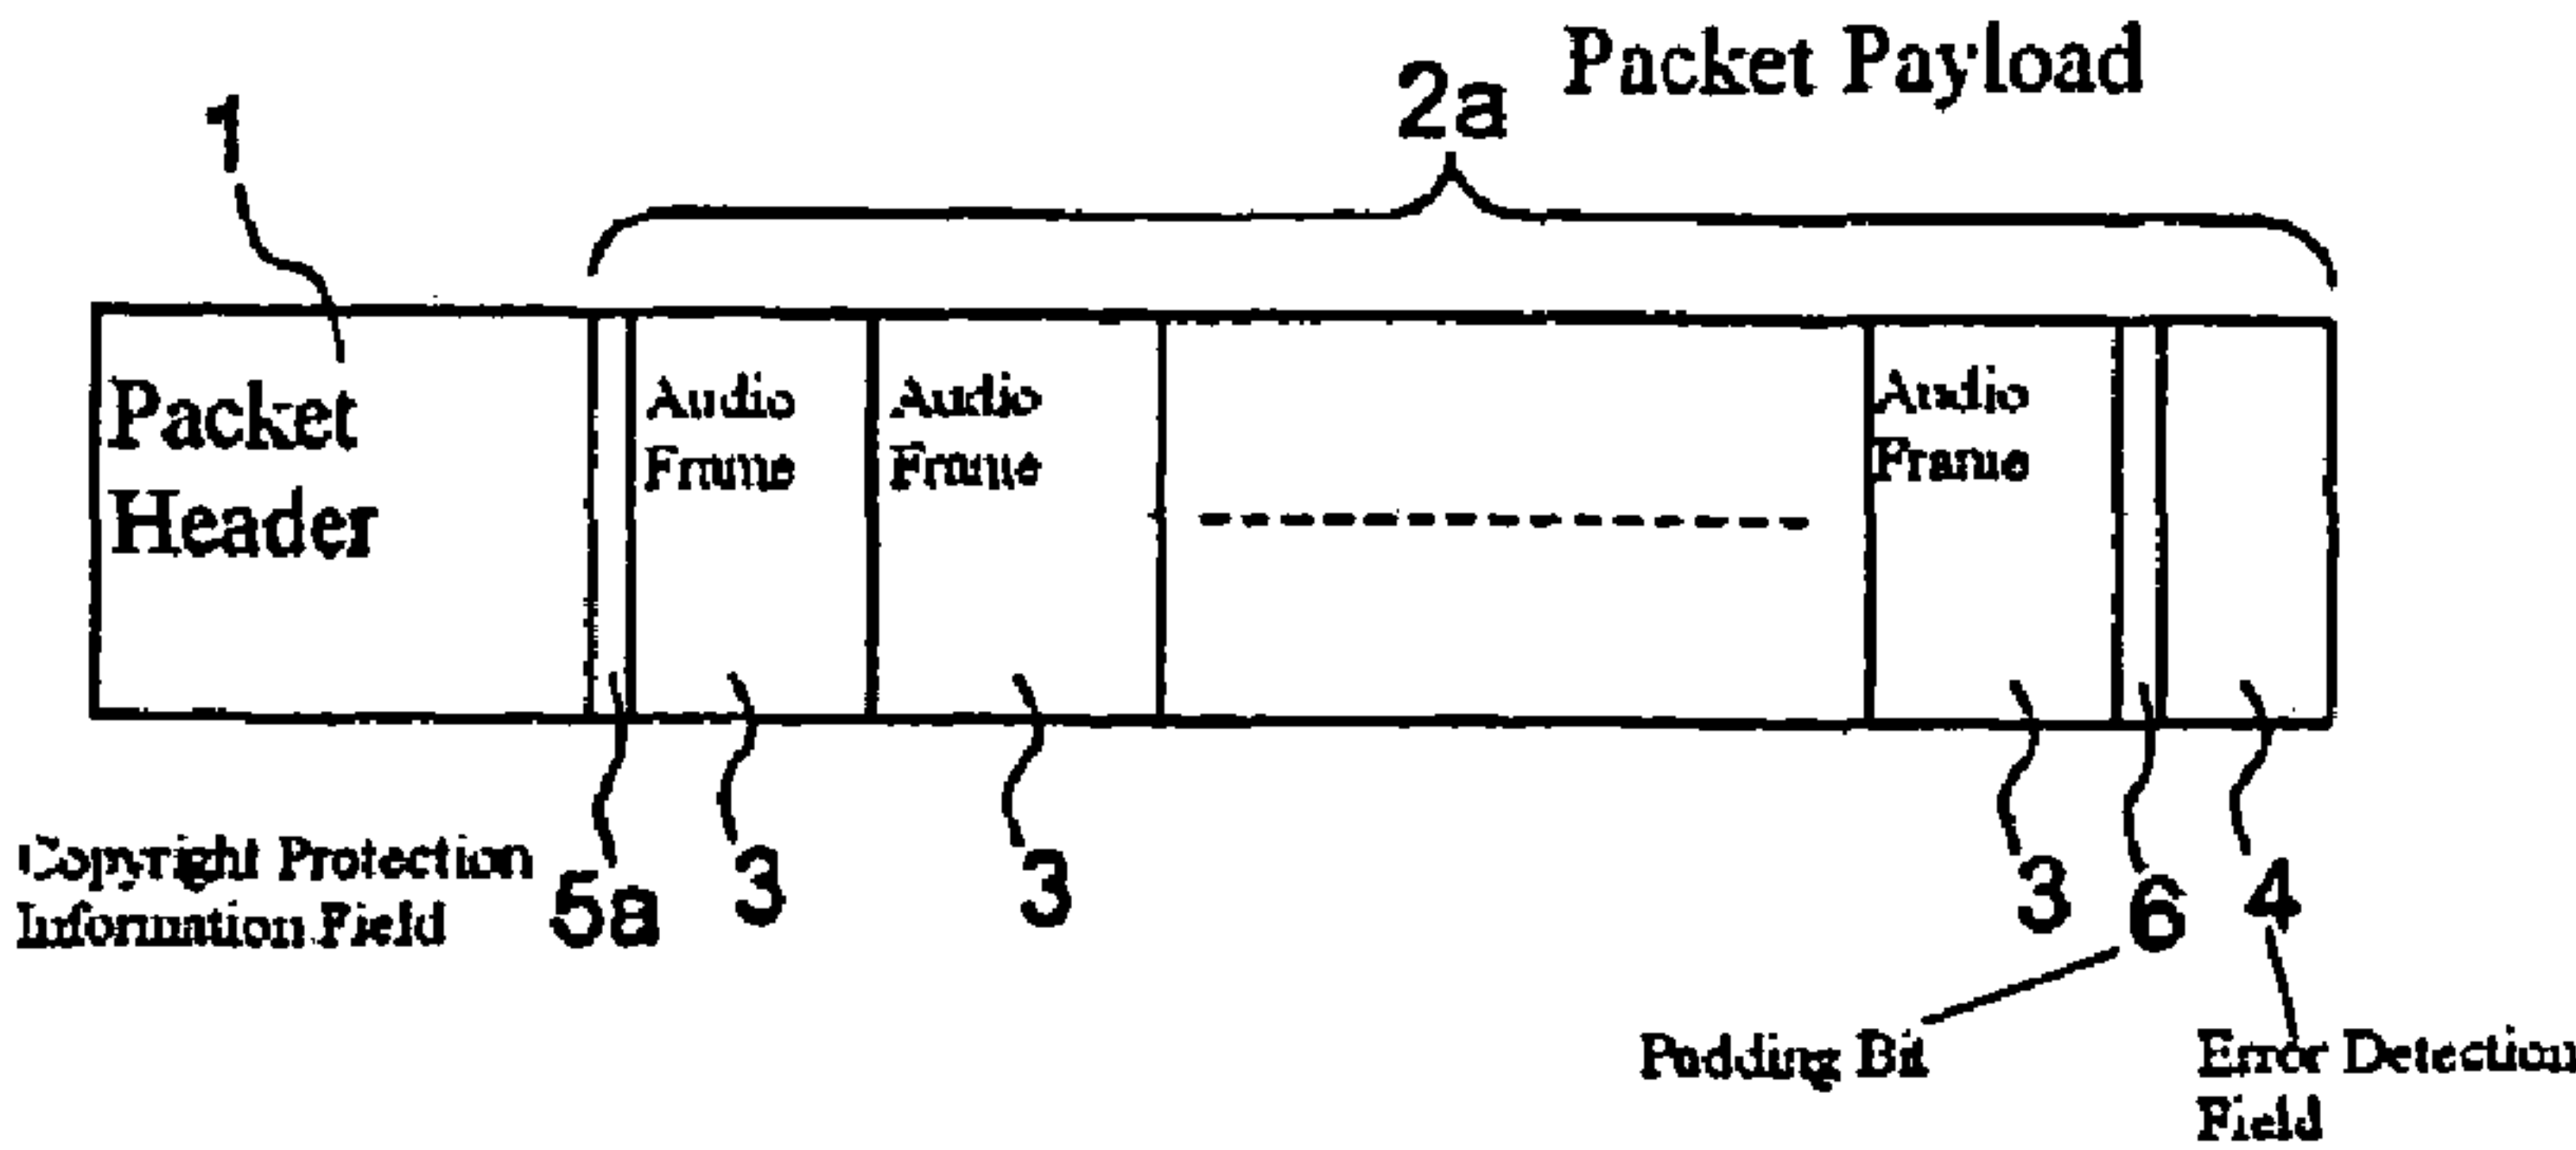 Packet Payload
2a
1
Packet
Header
Audio
Frame
Audio
Frame
Audio
Frame
Copyright Protection
Information Field
5a
3
3
3
6
4
Padding Bit
Error Detection
Field